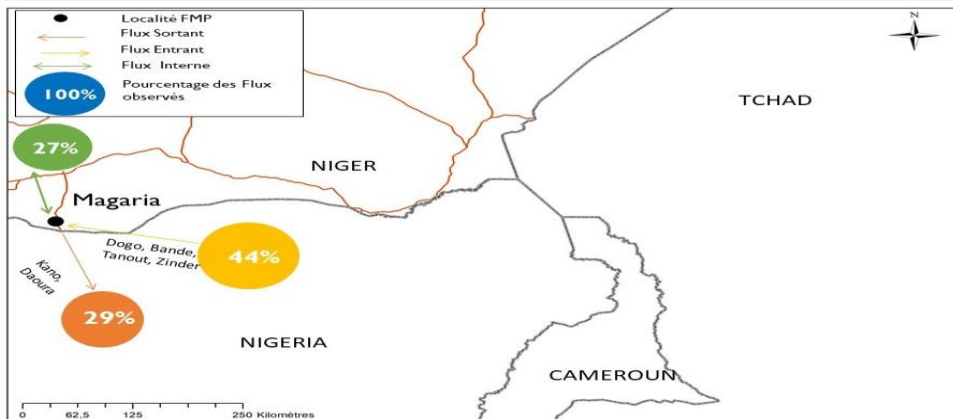 Localité FMP
Flux Sortant
Flux Entrant
Flux Interne
100%
Pourcentage des Flux
observés
N
TCHAD
27%
NIGER
Magaria
Dogo, Bande,
Tanout, Zinder
44%
Kano,
Daoura
29%
NIGERIA
CAMEROUN
0 62,5 125 250 Kilométres